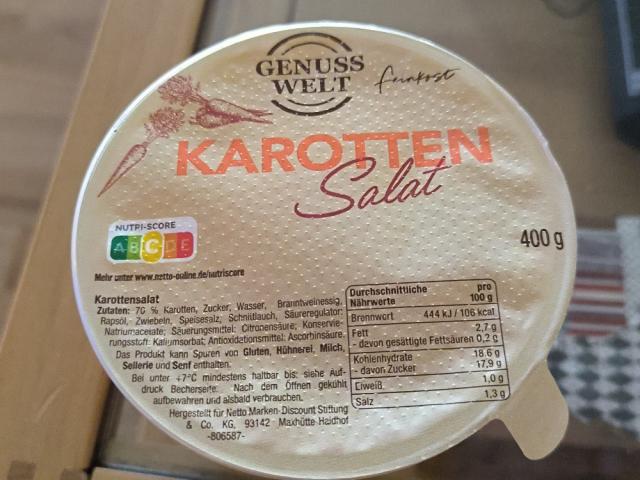 GENUSS
WELT
feinkost
KAROTTEN
Salat
NUTRI-SCORE
A B C D E
400 g
Mehr unter www.netto-online.de/nutriscore
Karottensalat
Zutaten: 70 % Karotten, Zucker, Wasser, Branntweinessig,
Rapsöl, Zwiebeln, Speisesalz, Schnittlauch, Säureregulator:
Natriumacetate; Säuerungsmittel: Citronensäure; Konservie-
rungsstoff: Kaliumsorbat; Antioxidationsmittel: Ascorbinsäure.
Das Produkt kann Spuren von Gluten, Hühnerei, Milch,
Sellerie und Senf enthalten.
Bei unter +7°C mindestens haltbar bis: siehe Auf-
druck Becherseite. Nach dem Öffnen gekühlt
aufbewahren und alsbald verbrauchen.
Hergestellt für Netto Marken-Discount Stiftung
& Co. KG, 93142 Maxhütte-Haidhof
-806587-
Durchschnittliche pro
Nährwerte 100 g
Brennwert 444 kJ / 106 kcal
Fett 2,7 g
- davon gesättigte Fettsäuren 0,2 g
Kohlenhydrate 18,6 g
- davon Zucker 17,9 g
Eiweiß 1,0 g
Salz 1,3 g